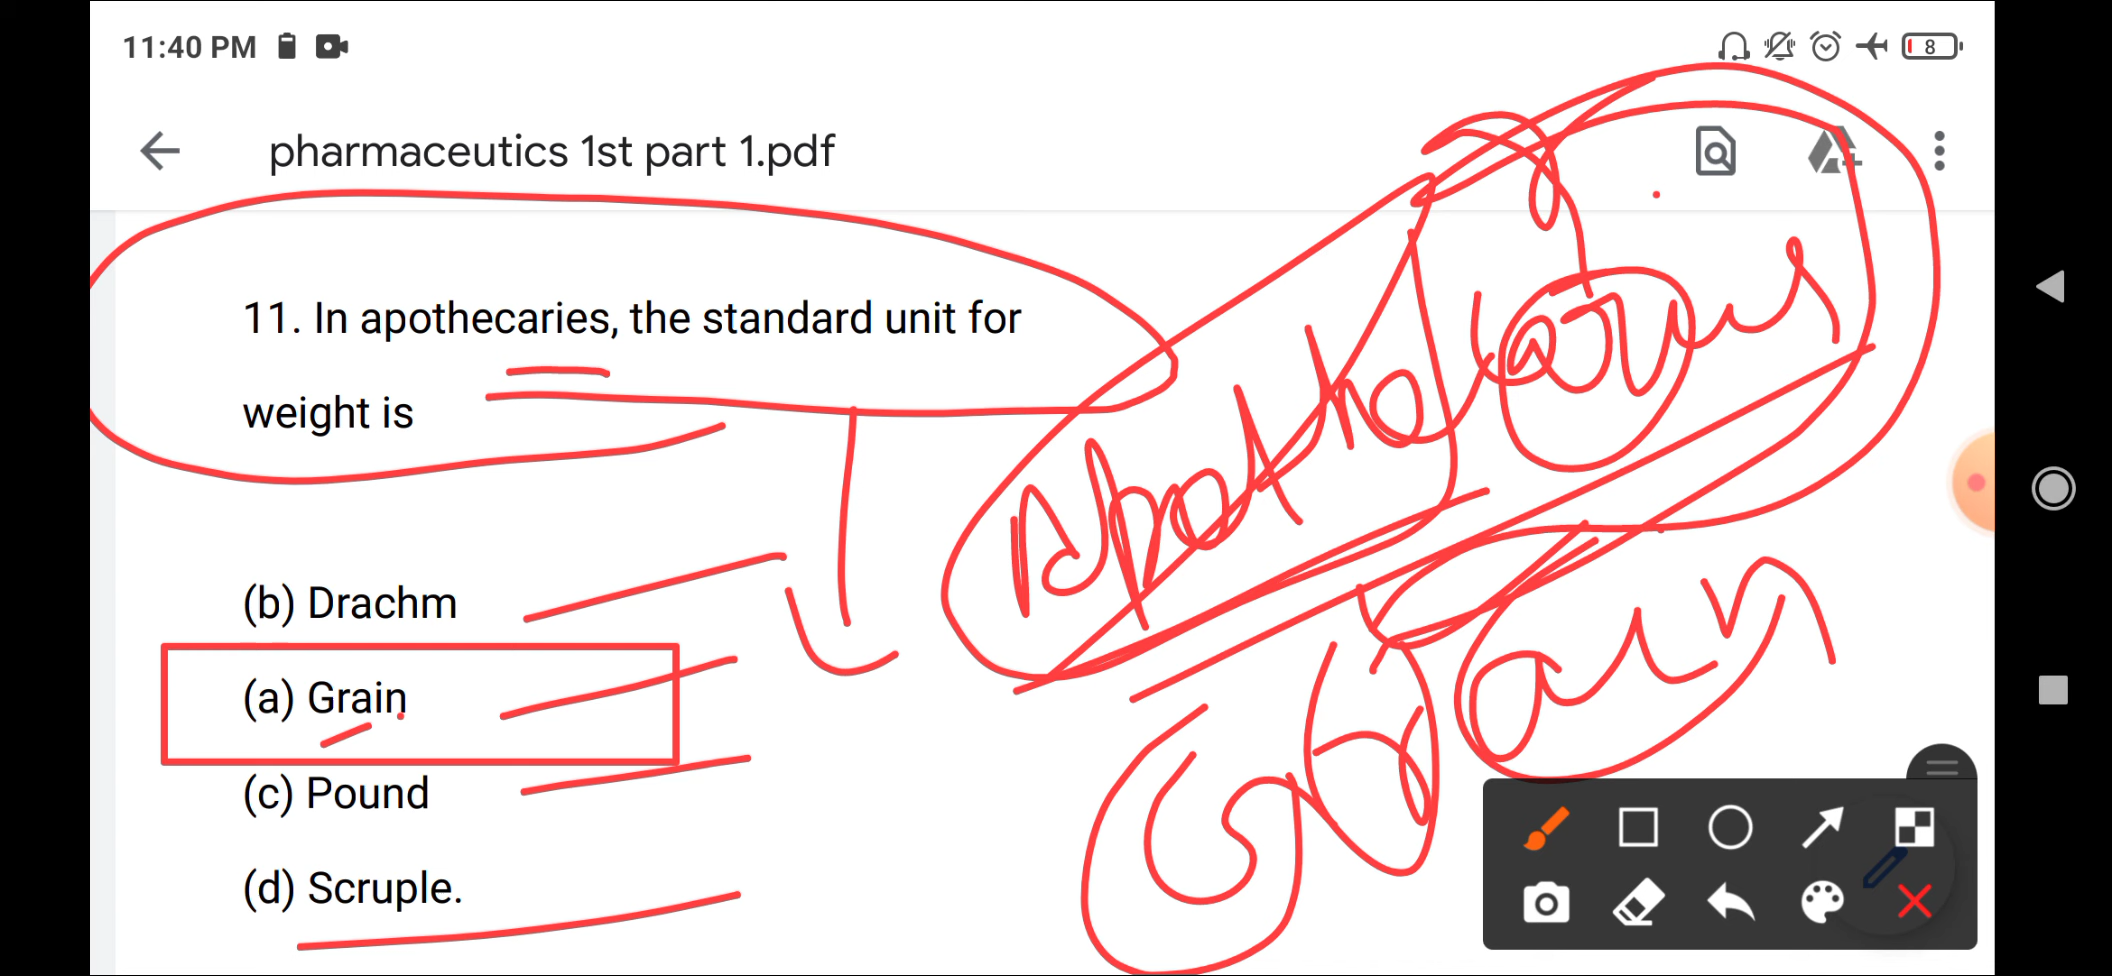 11:40 PM
8
pharmaceutics 1st part 1.pdf
11. In apothecaries, the standard unit for
weight is
(b) Drachm
(a) Grain
(c) Pound
(d) Scruple.
Grain